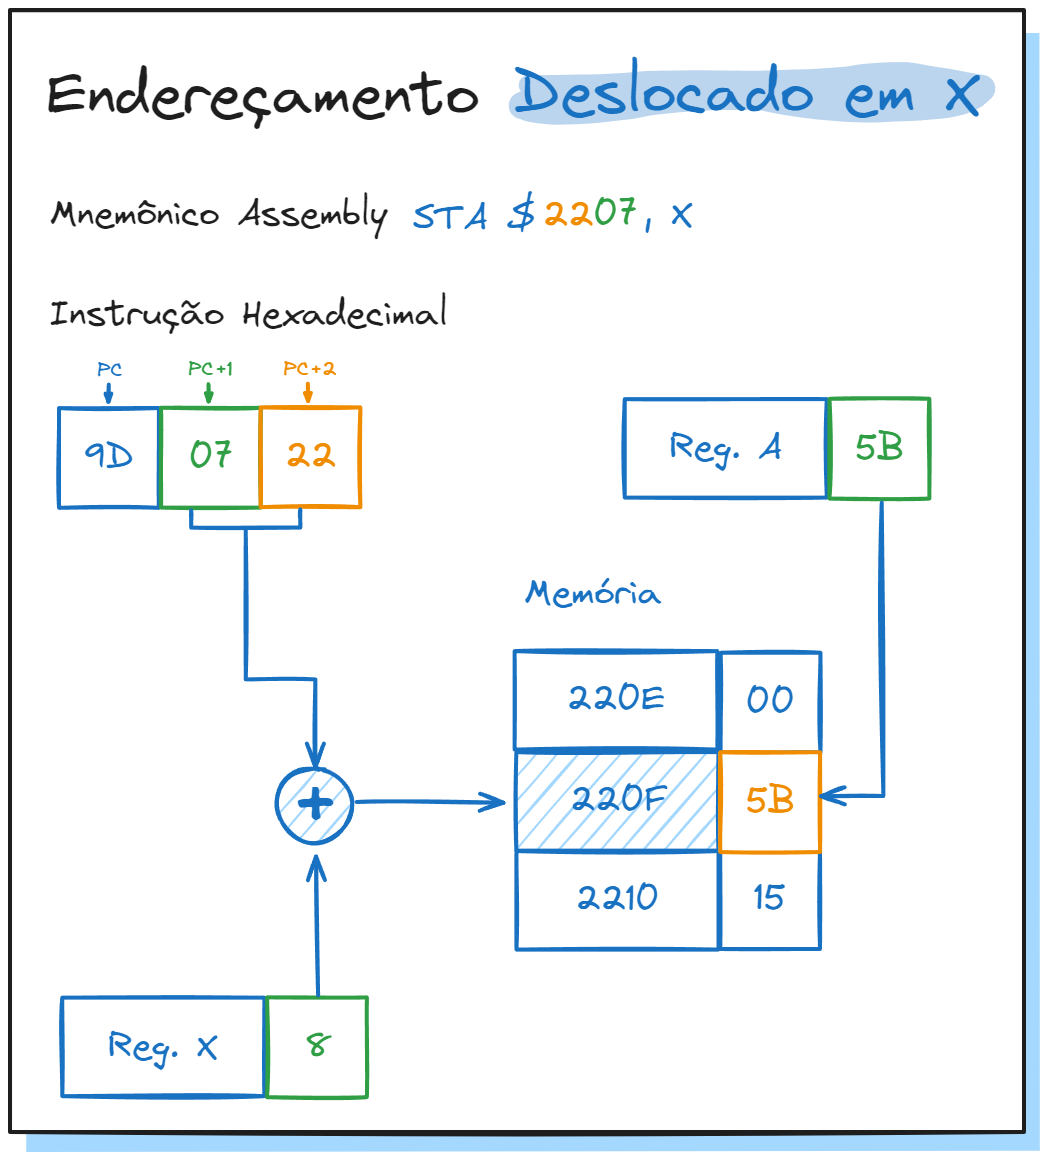 Endereçamento Deslocado em X
Mnemônico Assembly STA $2207, X
Instrução Hexadecimal
PC PC+1 PC+2
9D 07 22
Reg. A 5B
Memória
220E 00
220F 5B
+
2210 15
Reg. X 8